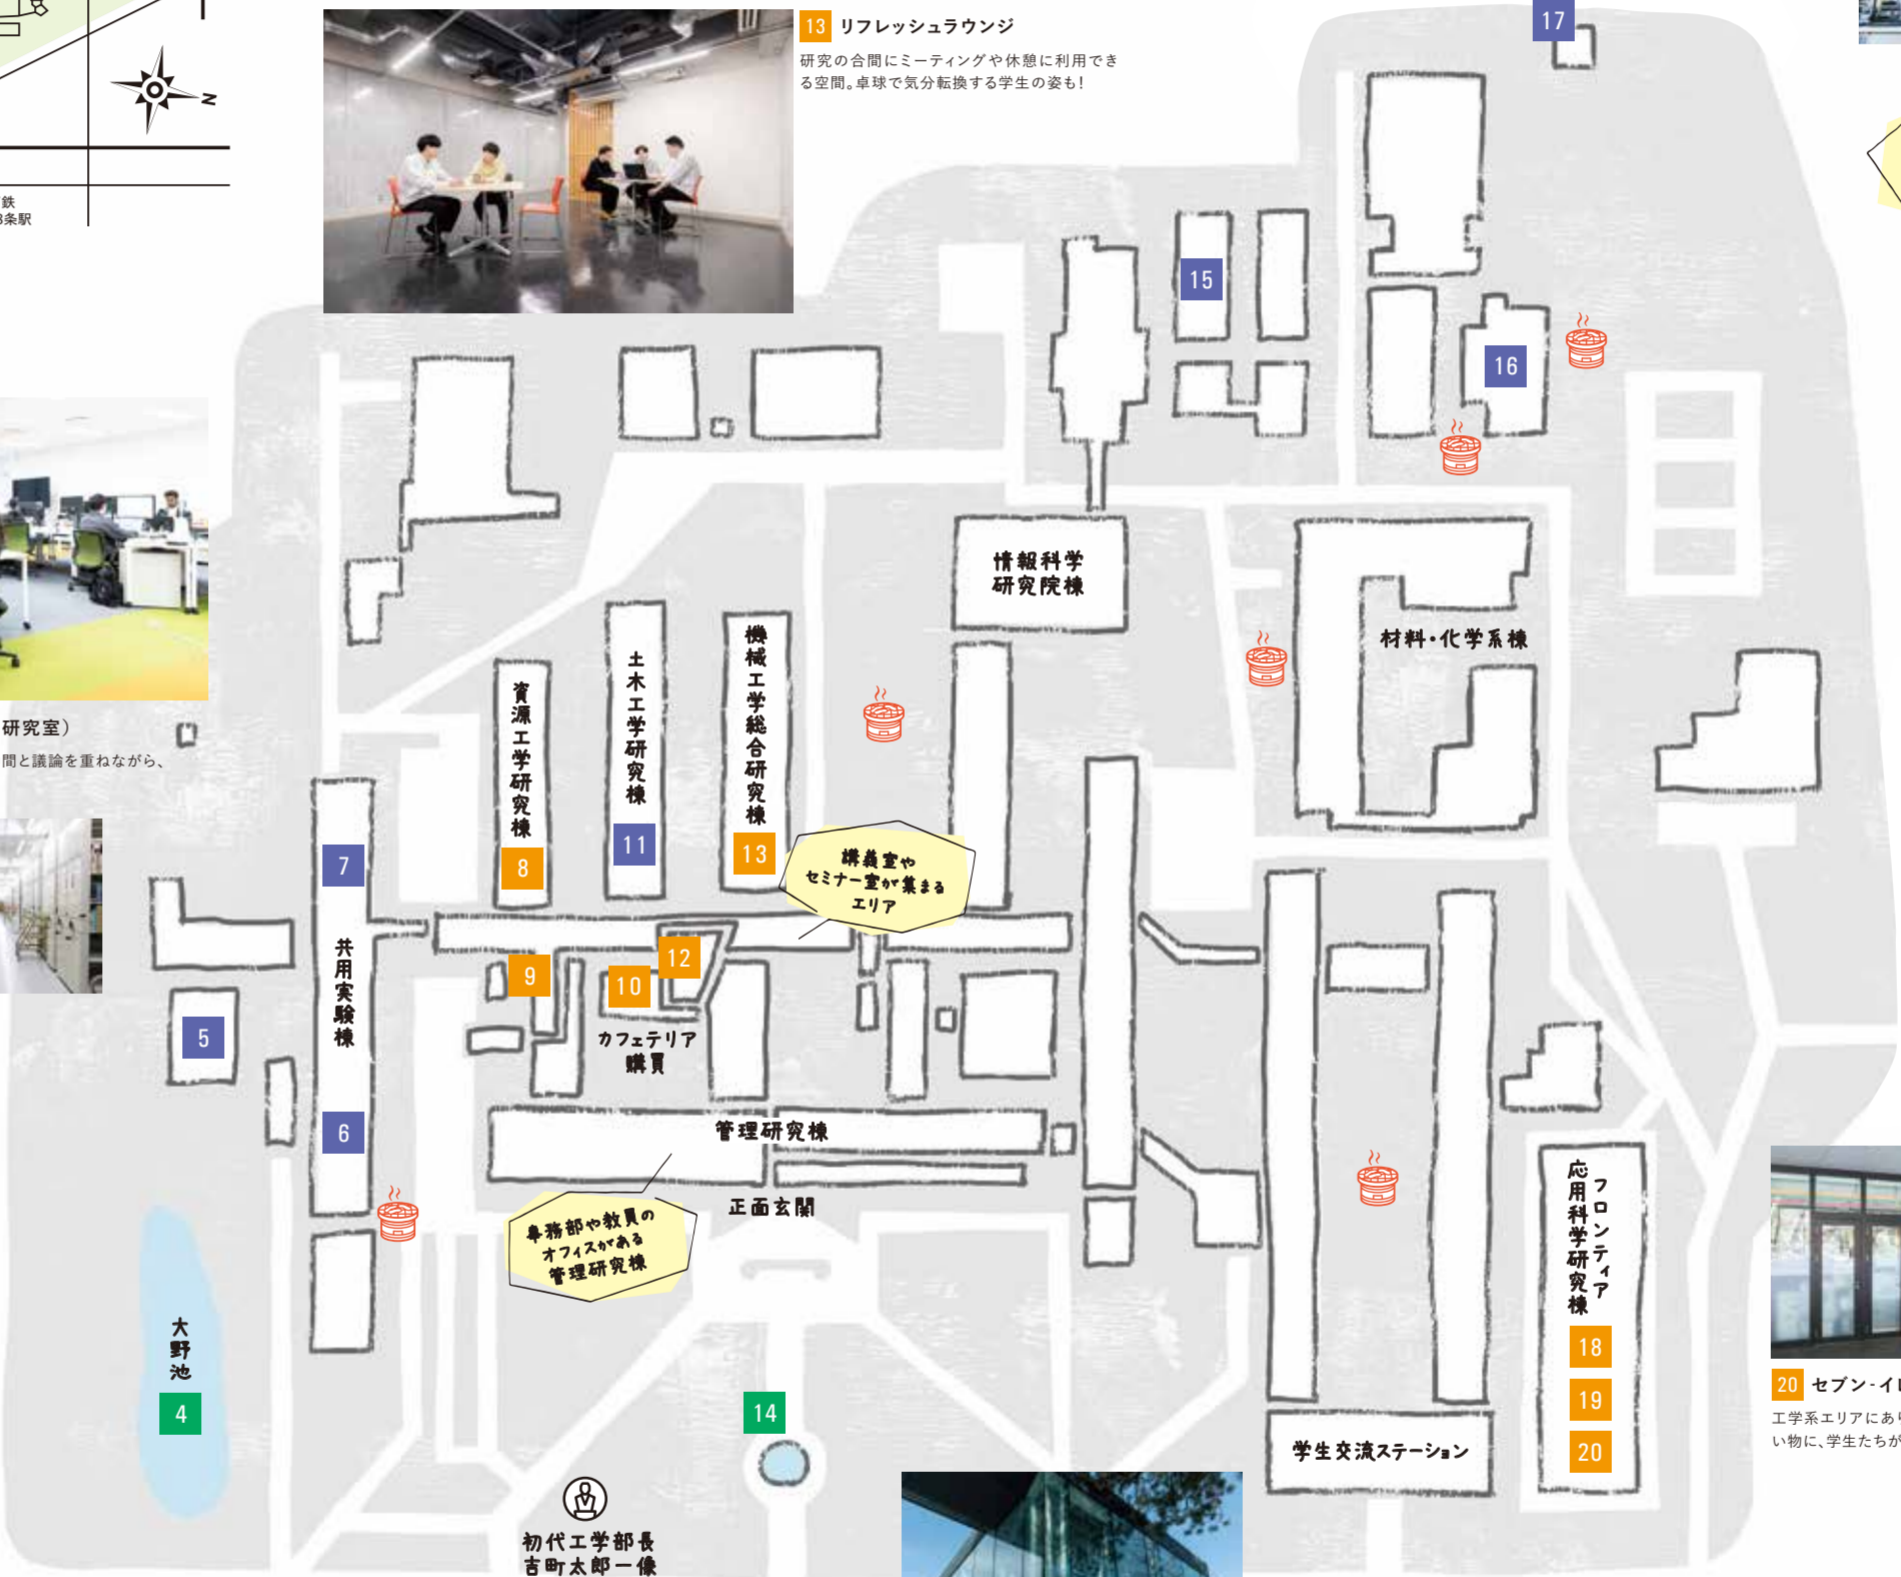 N
鉄
条駅
13 リフレッシュラウンジ
研究の合間にミーティングや休憩に利用でき
る空間。卓球で気分転換する学生の姿も！
17
15
16
研究室）
間と議論を重ねながら、
情報科学
研究院棟
材料・化学系棟
資源工学研究棟
8
土木工学研究棟
11
機械工学総合研究棟
13
講義室や
セミナー室が集まる
エリア
7
共用実験棟
6
5
9
10
12
カフェテリア
購買
管理研究棟
正面玄関
事務部や教員の
オフィスがある
管理研究棟
大野池
4
14
初代工学部長
吉町太郎一像
学生交流ステーション
フロンティア
応用科学研究棟
18
19
20
20 セブン-イ
工学系エリアにあ
い物に、学生たちが